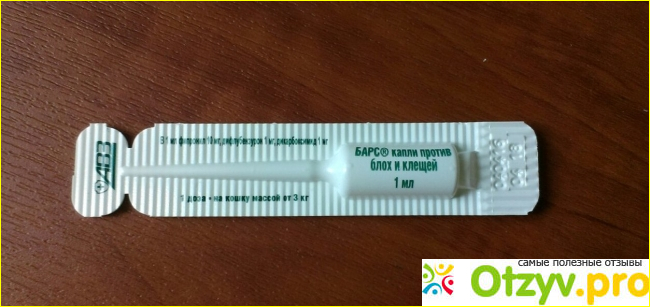 АВЗ
В 1 мл фипронил 10 мг, дифлубензурон 1 мг, дикарбоксимид 1 мг
БАРС® капли против
блох и клещей
1 мл
1 доза - на кошку массой от 3 кг
самые полезные отзывы
Otzyv.pro